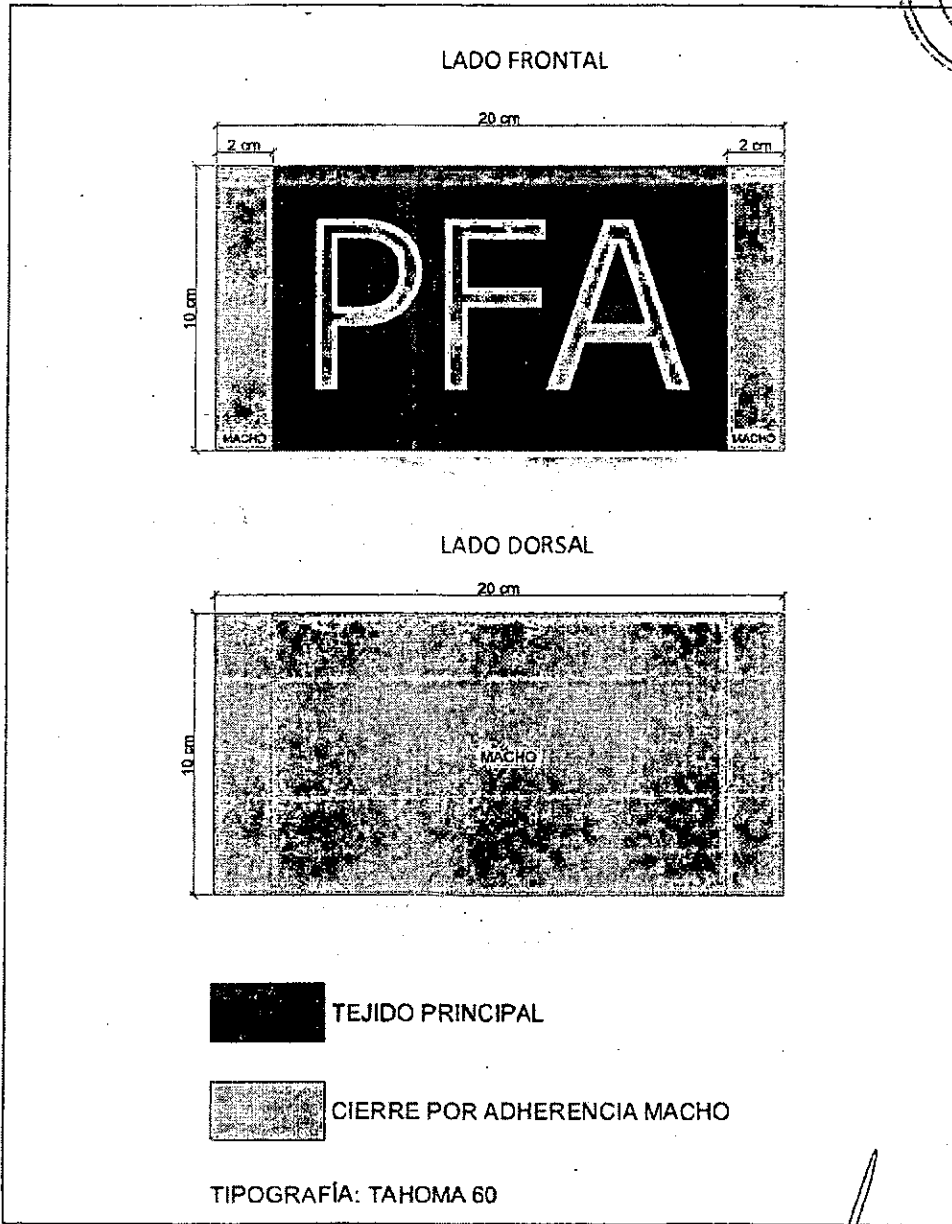 LADO FRONTAL
20 cm
2 cm 2 cm
10 cm
PFA
MACHO MACHO
LADO DORSAL
20 cm
10 cm
MACHO
TEJIDO PRINCIPAL
CIERRE POR ADHERENCIA MACHO
TIPOGRAFÍA: TAHOMA 60